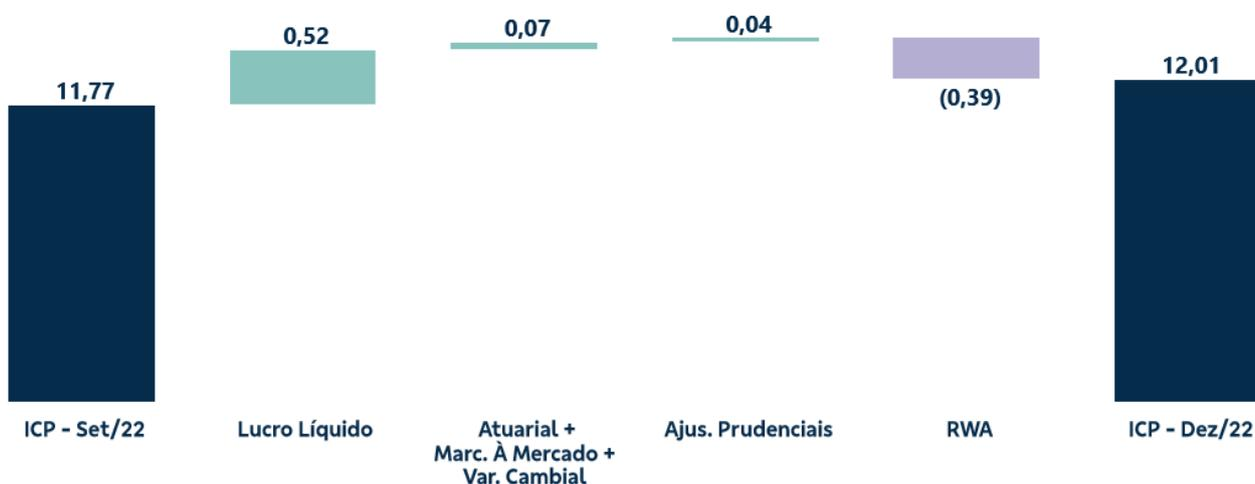 11,77
0,52
0,07
0,04
(0,39)
12,01
ICP - Set/22
Lucro Líquido
Atuarial +
Marc. À Mercado +
Var. Cambial
Ajus. Prudenciais
RWA
ICP - Dez/22